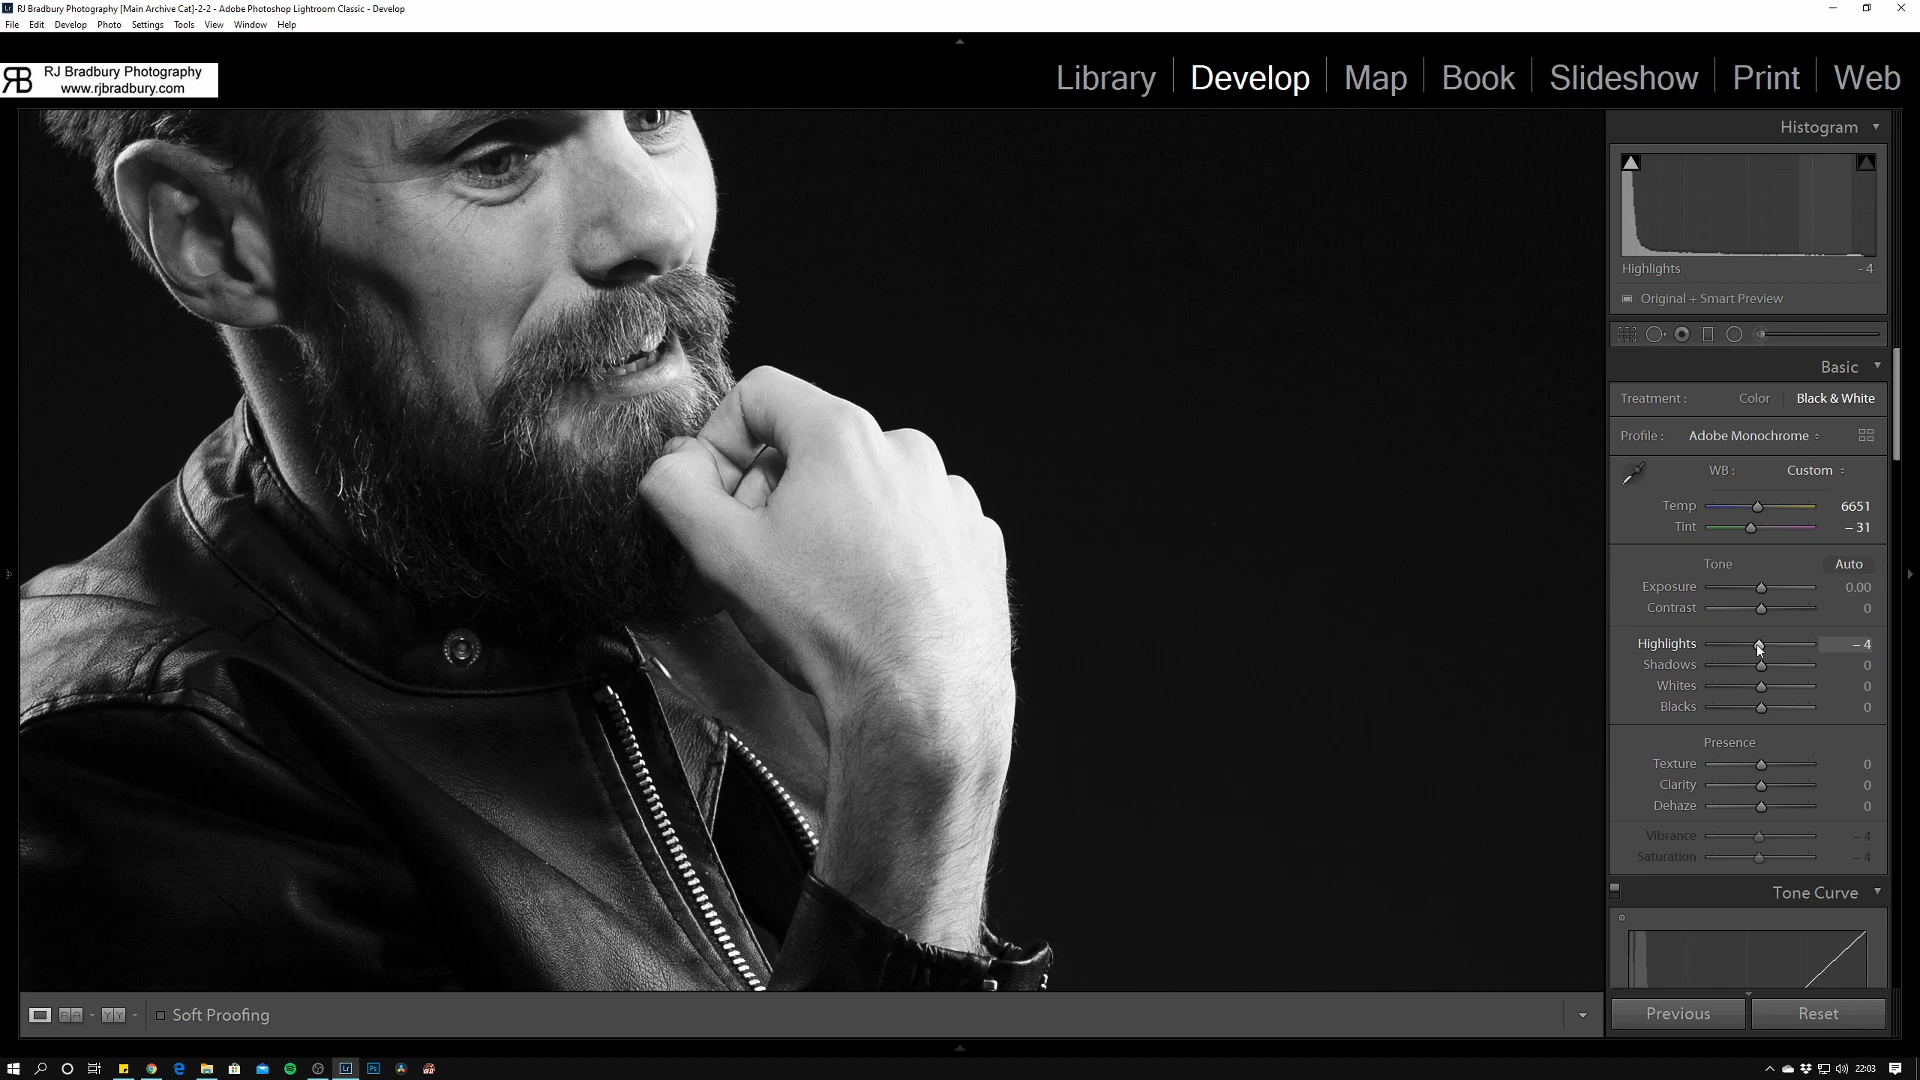 RJ Bradbury Photography [Main Archive Cat]-2-2 - Adobe Photoshop Lightroom Classic - Develop
File Edit Develop Photo Settings Tools View Window Help
RB RJ Bradbury Photography
www.rjbradbury.com
Library Develop Map Book Slideshow Print Web
Histogram
Highlights - 4
Original + Smart Preview
Basic
Treatment : Color Black & White
Profile : Adobe Monochrome
WB : Custom
Temp 6651
Tint – 31
Tone Auto
Exposure 0.00
Contrast 0
Highlights – 4
Shadows 0
Whites 0
Blacks 0
Presence
Texture 0
Clarity 0
Dehaze 0
Vibrance – 4
Saturation – 4
Tone Curve
Soft Proofing
Previous Reset
22:03